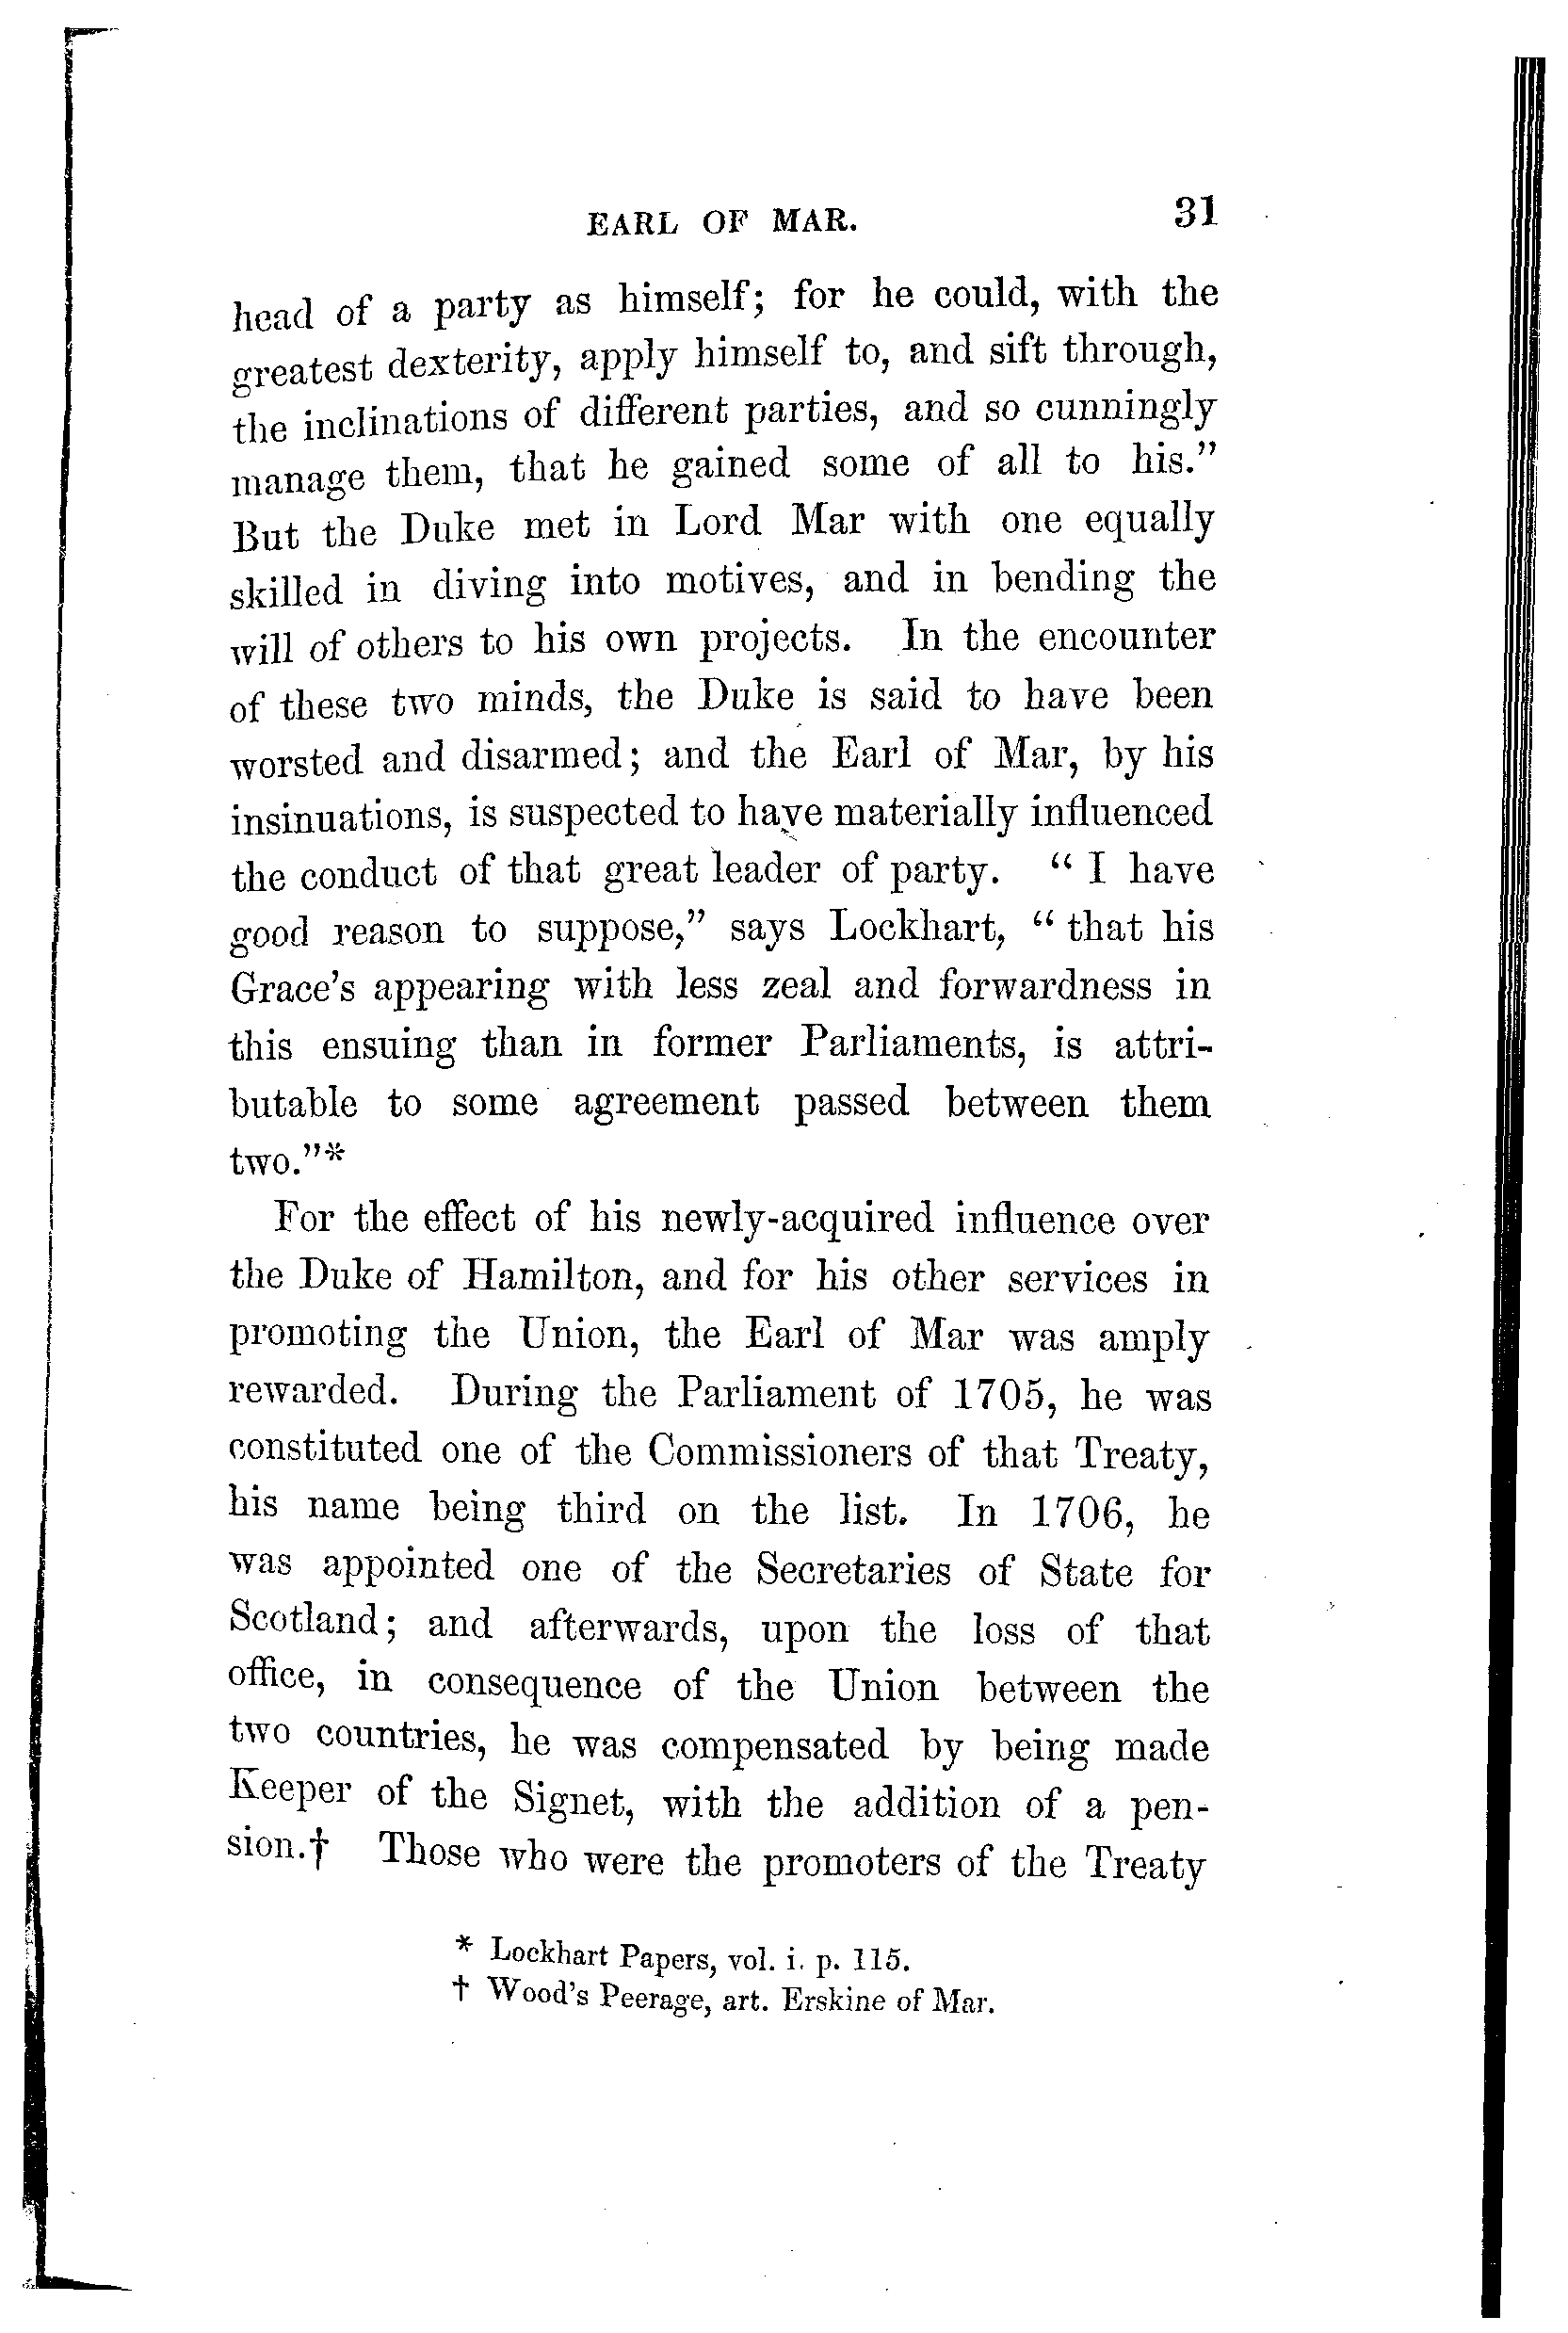 EARL OF MAR. 31
head of a party as himself; for he could, with the
greatest dexterity, apply himself to, and sift through,
the inclinations of different parties, and so cunningly
manage them, that he gained some of all to his.”
But the Duke met in Lord Mar with one equally
skilled in diving into motives, and in bending the
will of others to his own projects. In the encounter
of these two minds, the Duke is said to have been
worsted and disarmed; and the Earl of Mar, by his
insinuations, is suspected to have materially influenced
the conduct of that great leader of party. “ I have
good reason to suppose,” says Lockhart, “ that his
Grace’s appearing with less zeal and forwardness in
this ensuing than in former Parliaments, is attri-
butable to some agreement passed between them
two.”*
For the effect of his newly-acquired influence over
the Duke of Hamilton, and for his other services in
promoting the Union, the Earl of Mar was amply
rewarded. During the Parliament of 1705, he was
constituted one of the Commissioners of that Treaty,
his name being third on the list. In 1706, he
was appointed one of the Secretaries of State for
Scotland; and afterwards, upon the loss of that
office, in consequence of the Union between the
two countries, he was compensated by being made
Keeper of the Signet, with the addition of a pen-
sion.† Those who were the promoters of the Treaty
* Lockhart Papers, vol. i. p. 115.
† Wood’s Peerage, art. Erskine of Mar.